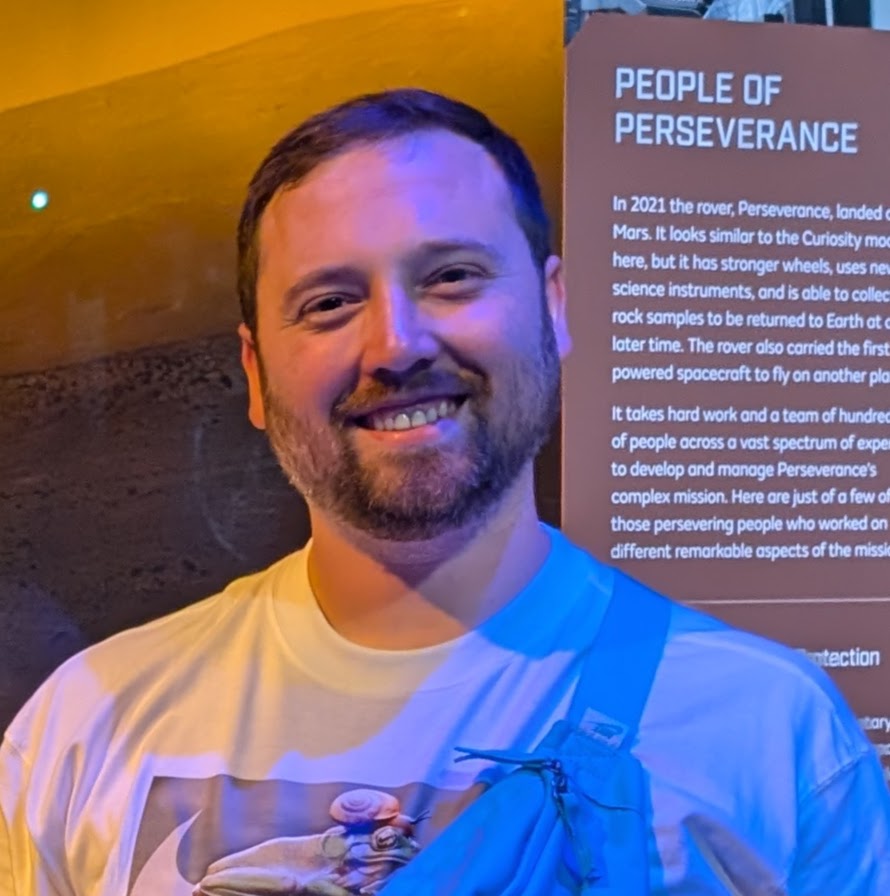 PEOPLE OF
PERSEVERANCE
In 2021 the rover, Perseverance, landed
Mars. It looks similar to the Curiosity
here, but it has stronger wheels, uses
science instruments, and is able to
rock samples to be returned to Earth at
later time. The rover also carried the first
powered spacecraft to fly on another
It takes hard work and a team of
of people across a vast spectrum of
to develop and manage Perseverance's
complex mission. Here are just of a few of
those persevering people who worked on
different remarkable aspects of the